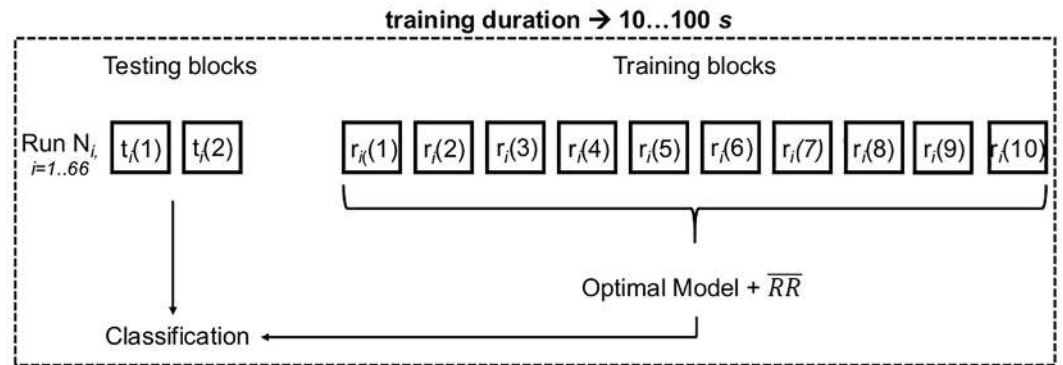 training duration → 10…100 s
Testing blocks
Training blocks
Run Nᵢ,
i=1..66
tᵢ(1)
tᵢ(2)
rᵢ₍(1)
rᵢ(2)
rᵢ(3)
rᵢ(4)
rᵢ(5)
rᵢ(6)
rᵢ(7)
rᵢ(8)
rᵢ(9)
rᵢ(10)
Optimal Model + R̅R̅
Classification